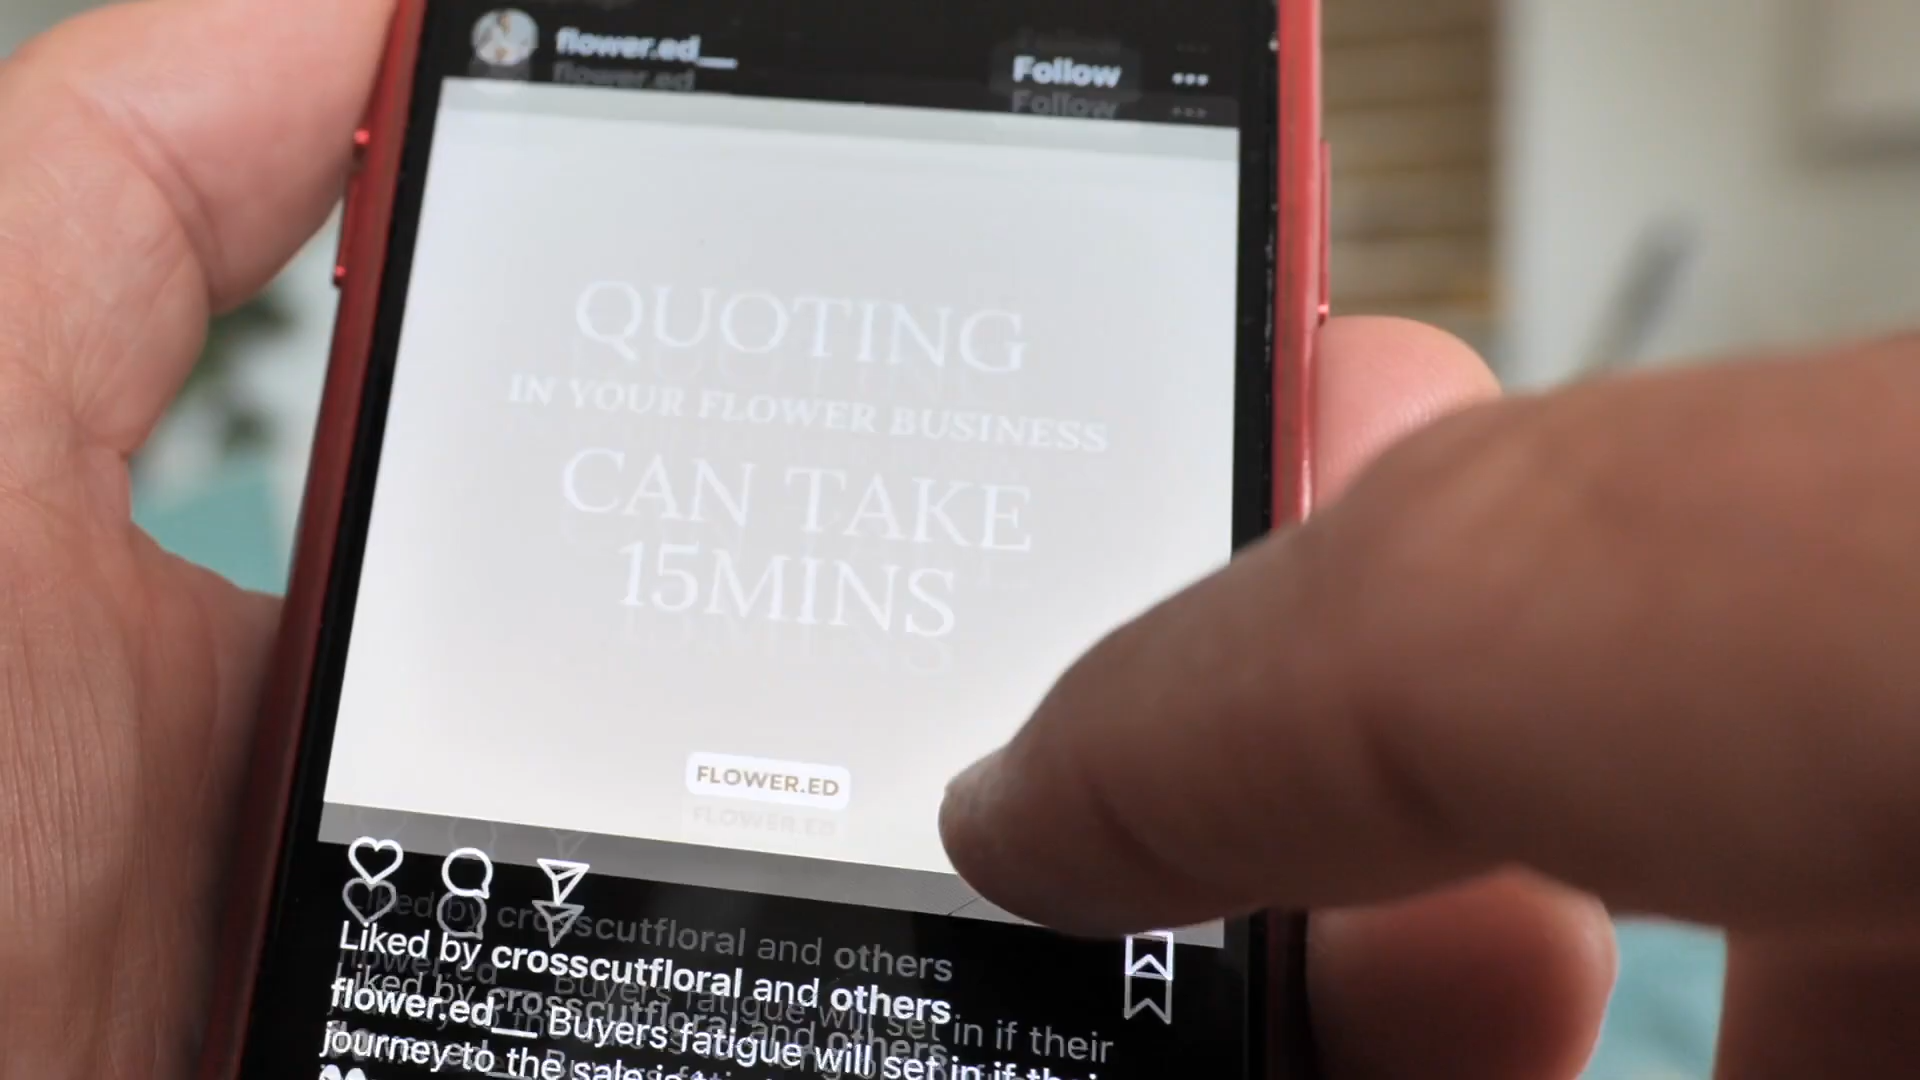 flower.ed__
Follow
QUOTING
IN YOUR FLOWER BUSINESS
CAN TAKE
15MINS
FLOWER.ED
Liked by crosscutfloral and others
flower.ed__ Buyers fatigue will set in if their
journey to the sale is